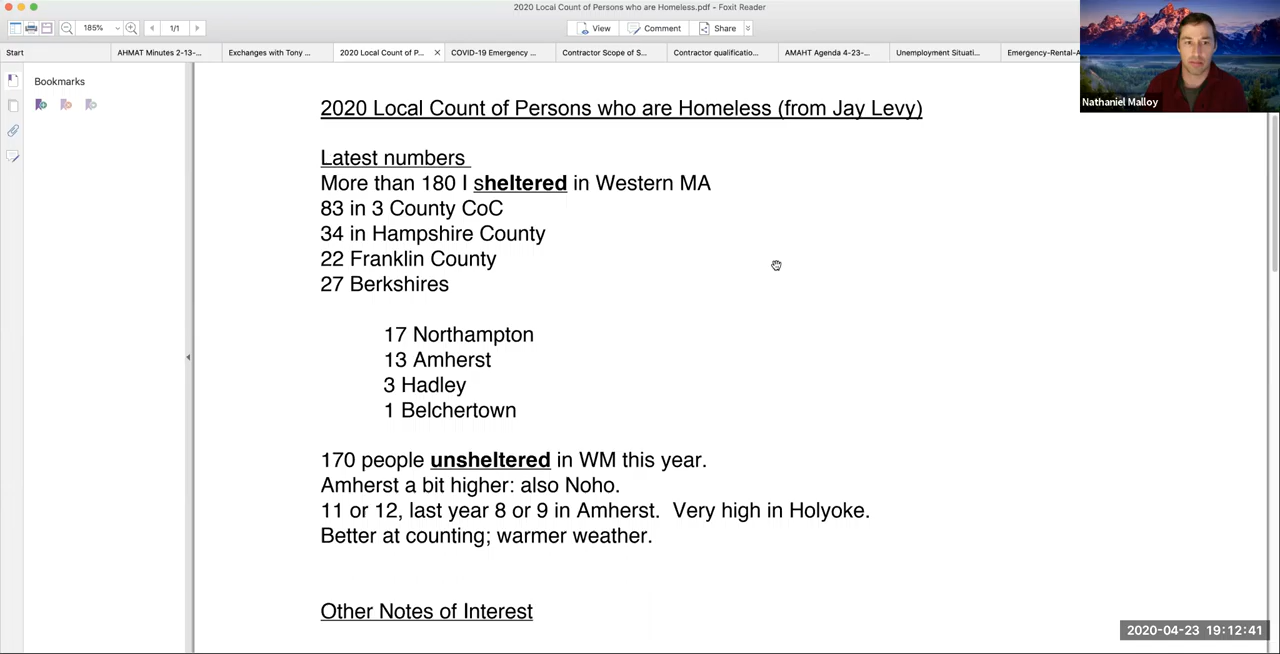 2020 Local Count of Persons who are Homeless.pdf - Foxit Reader
185%
1/1
View
Comment
Share
Start
AHMAT Minutes 2-13-...
Exchanges with Tony ...
2020 Local Count of P...
COVID-19 Emergency ...
Contractor Scope of S...
Contractor qualificatio...
AMAHT Agenda 4-23-...
Unemployment Situati...
Emergency-Rental-A
Nathaniel Malloy
Bookmarks
2020 Local Count of Persons who are Homeless (from Jay Levy)
Latest numbers
More than 180 I sheltered in Western MA
83 in 3 County CoC
34 in Hampshire County
22 Franklin County
27 Berkshires
17 Northampton
13 Amherst
3 Hadley
1 Belchertown
170 people unsheltered in WM this year.
Amherst a bit higher: also Noho.
11 or 12, last year 8 or 9 in Amherst.  Very high in Holyoke.
Better at counting; warmer weather.
Other Notes of Interest
2020-04-23 19:12:41